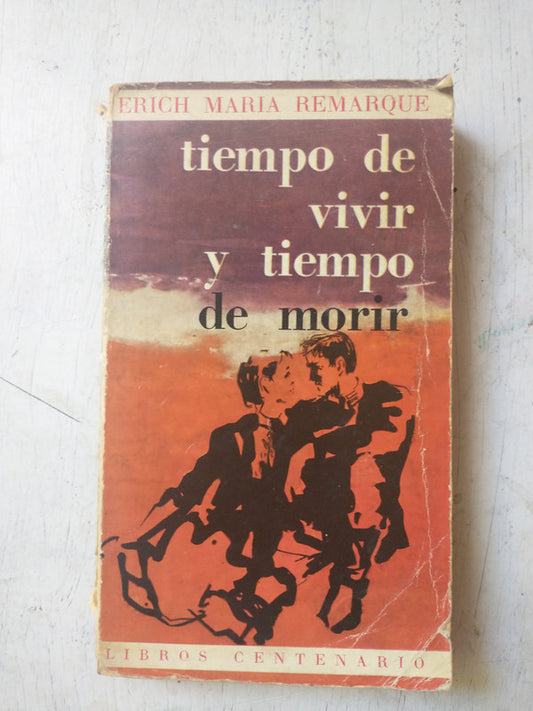 ERICH MARIA REMARQUE
tiempo de
vivir
y tiempo
de morir
LIBROS CENTENARIO